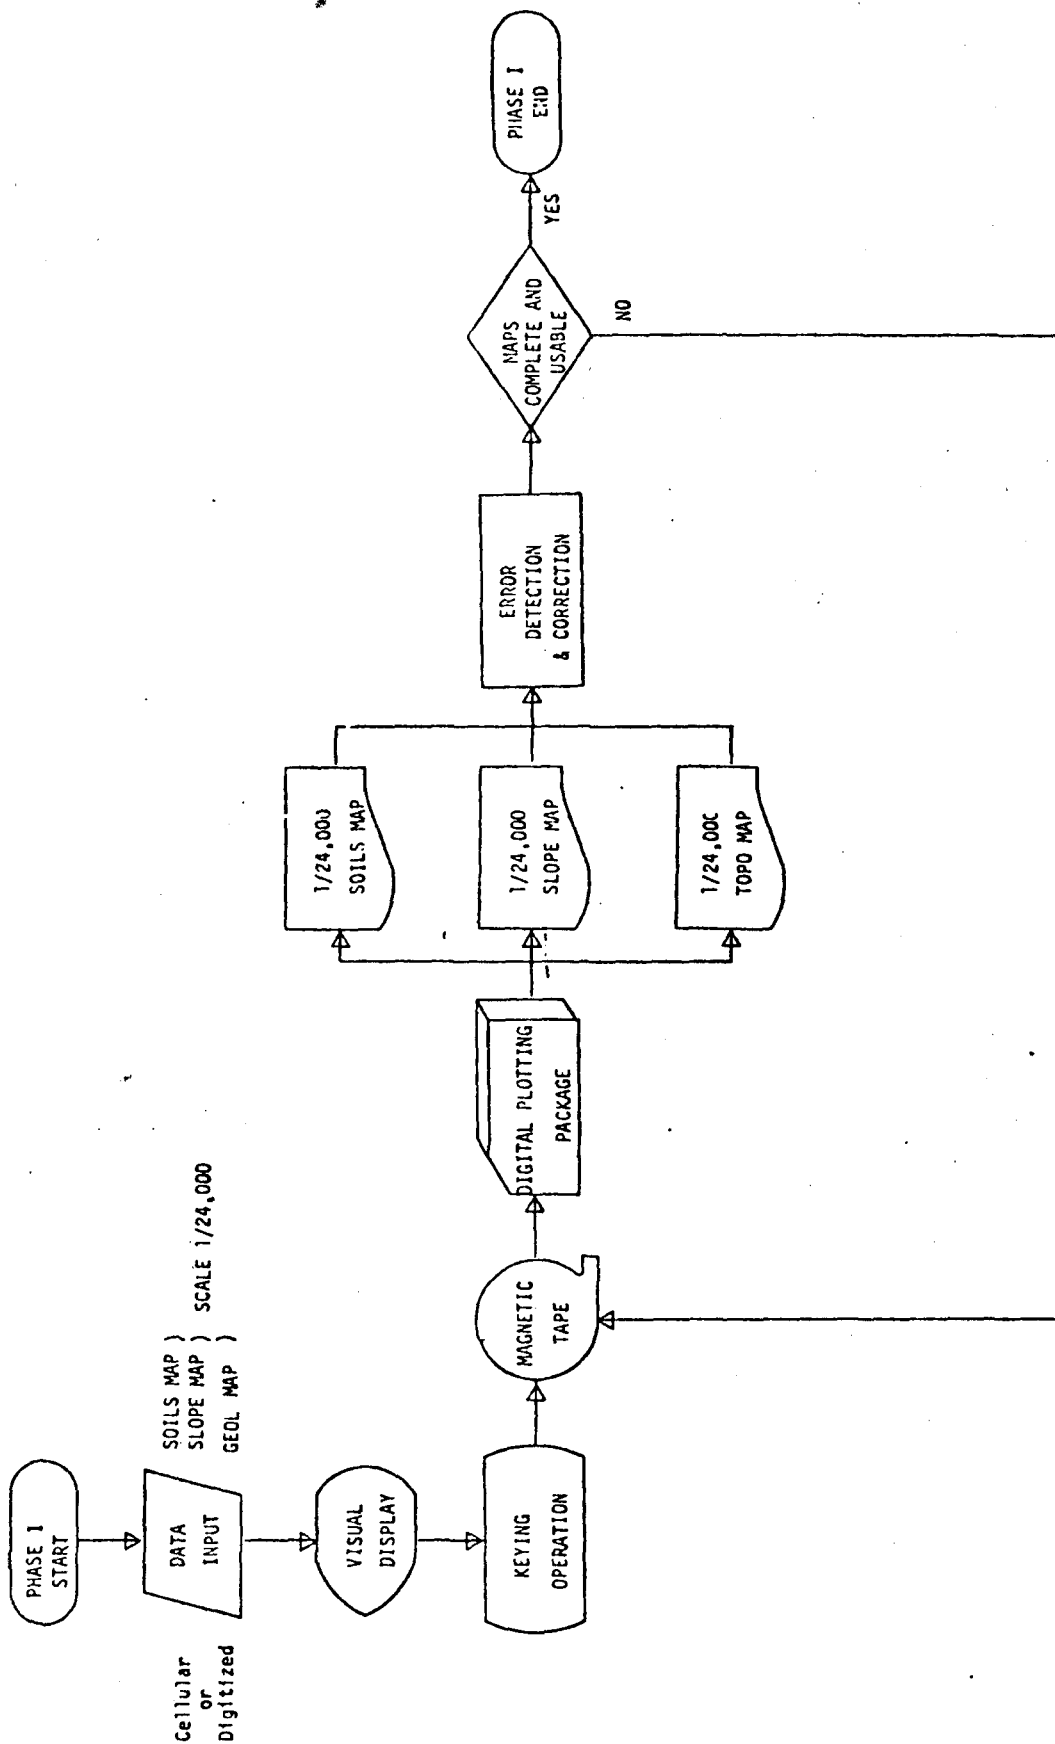 PHASE I
START
Cellular
or
Digitized
DATA
INPUT
SOILS MAP }
SLOPE MAP } SCALE 1/24,000
GEOL MAP }
VISUAL
DISPLAY
KEYING
OPERATION
MAGNETIC
TAPE
DIGITAL PLOTTING
PACKAGE
1/24,000
SOILS MAP
1/24,000
SLOPE MAP
1/24,000
TOPO MAP
ERROR
DETECTION
& CORRECTION
MAPS
COMPLETE AND
USABLE
YES
NO
PHASE I
END